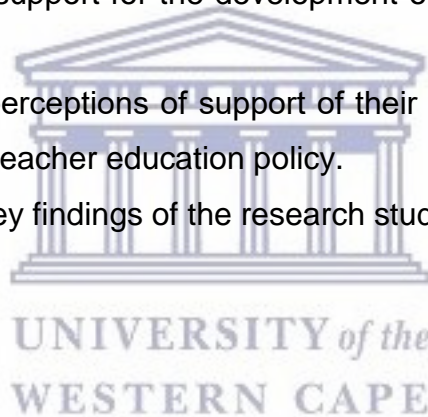 support for the development o
erceptions of support of their
eacher education policy.
ey findings of the research stud
UNIVERSITY of the
WESTERN CAPE